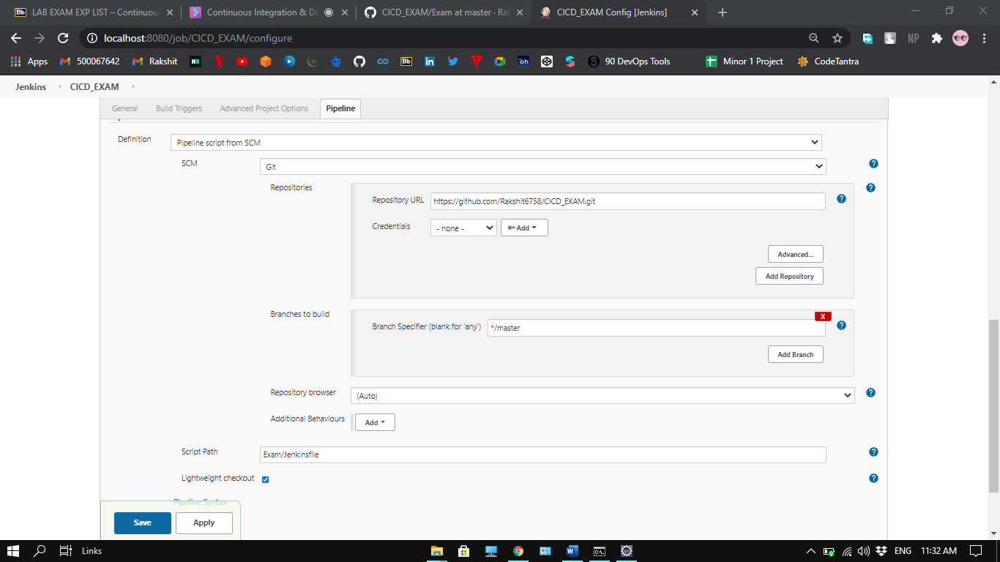 LAB EXAM EXP LIST – Continuous
Continuous Integration & De
CICD_EXAM/Exam at master · Rak
CICD_EXAM Config [Jenkins]
localhost:8080/job/CICD_EXAM/configure
Apps
500067642
Rakshit
90 DevOps Tools
Minor 1 Project
CodeTantra
Jenkins
CICD_EXAM
General
Build Triggers
Advanced Project Options
Pipeline
Definition
Pipeline script from SCM
SCM
Git
Repositories
Repository URL
https://github.com/Rakshit6758/CICD_EXAM.git
Credentials
- none -
Add
Advanced...
Add Repository
Branches to build
X
Branch Specifier (blank for 'any')
*/master
Add Branch
Repository browser
(Auto)
Additional Behaviours
Add
Script Path
Exam/Jenkinsfile
Lightweight checkout
Pipeline Syntax
Save
Apply
Links
ENG
11:32 AM